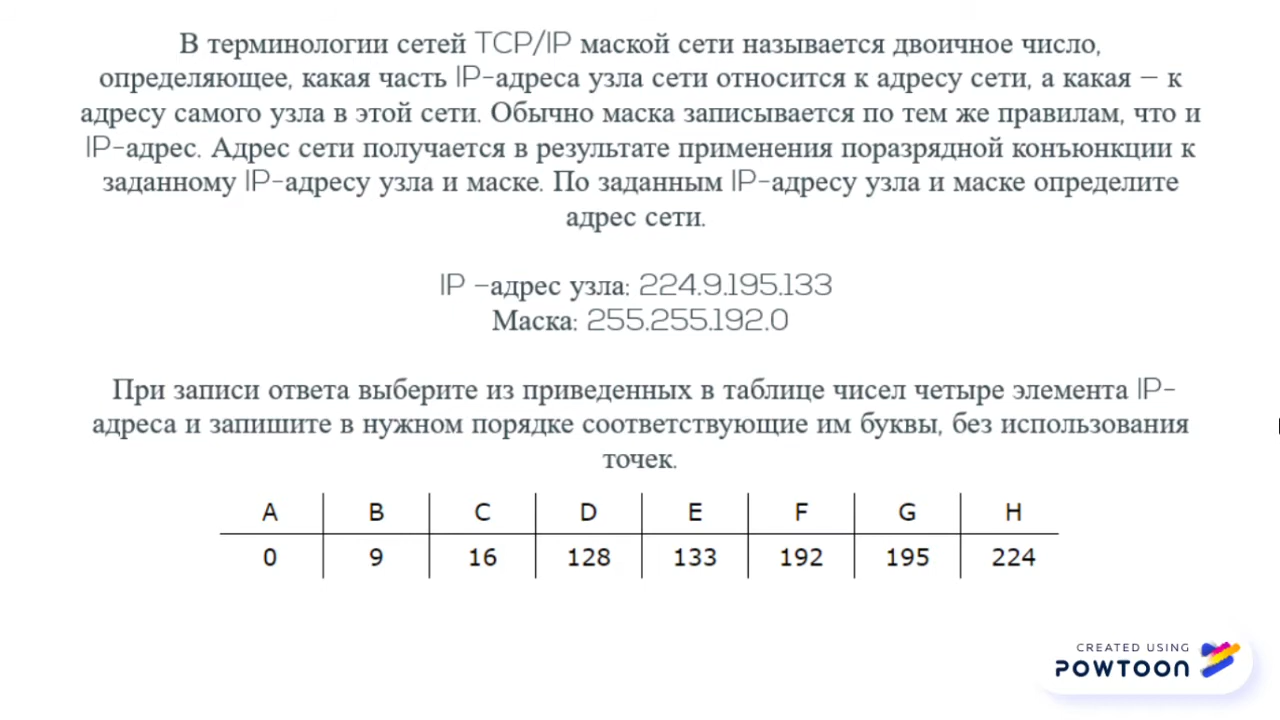 В терминологии сетей TCP/IP маской сети называется двоичное число,
определяющее, какая часть IP-адреса узла сети относится к адресу сети, а какая – к
адресу самого узла в этой сети. Обычно маска записывается по тем же правилам, что и
IP-адрес. Адрес сети получается в результате применения поразрядной конъюнкции к
заданному IP-адресу узла и маске. По заданным IP-адресу узла и маске определите
адрес сети.
IP –адрес узла: 224.9.195.133
Маска: 255.255.192.0
При записи ответа выберите из приведенных в таблице чисел четыре элемента IP-
адреса и запишите в нужном порядке соответствующие им буквы, без использования
точек.
A B C D E F G H
0 9 16 128 133 192 195 224
CREATED USING
POWTOON